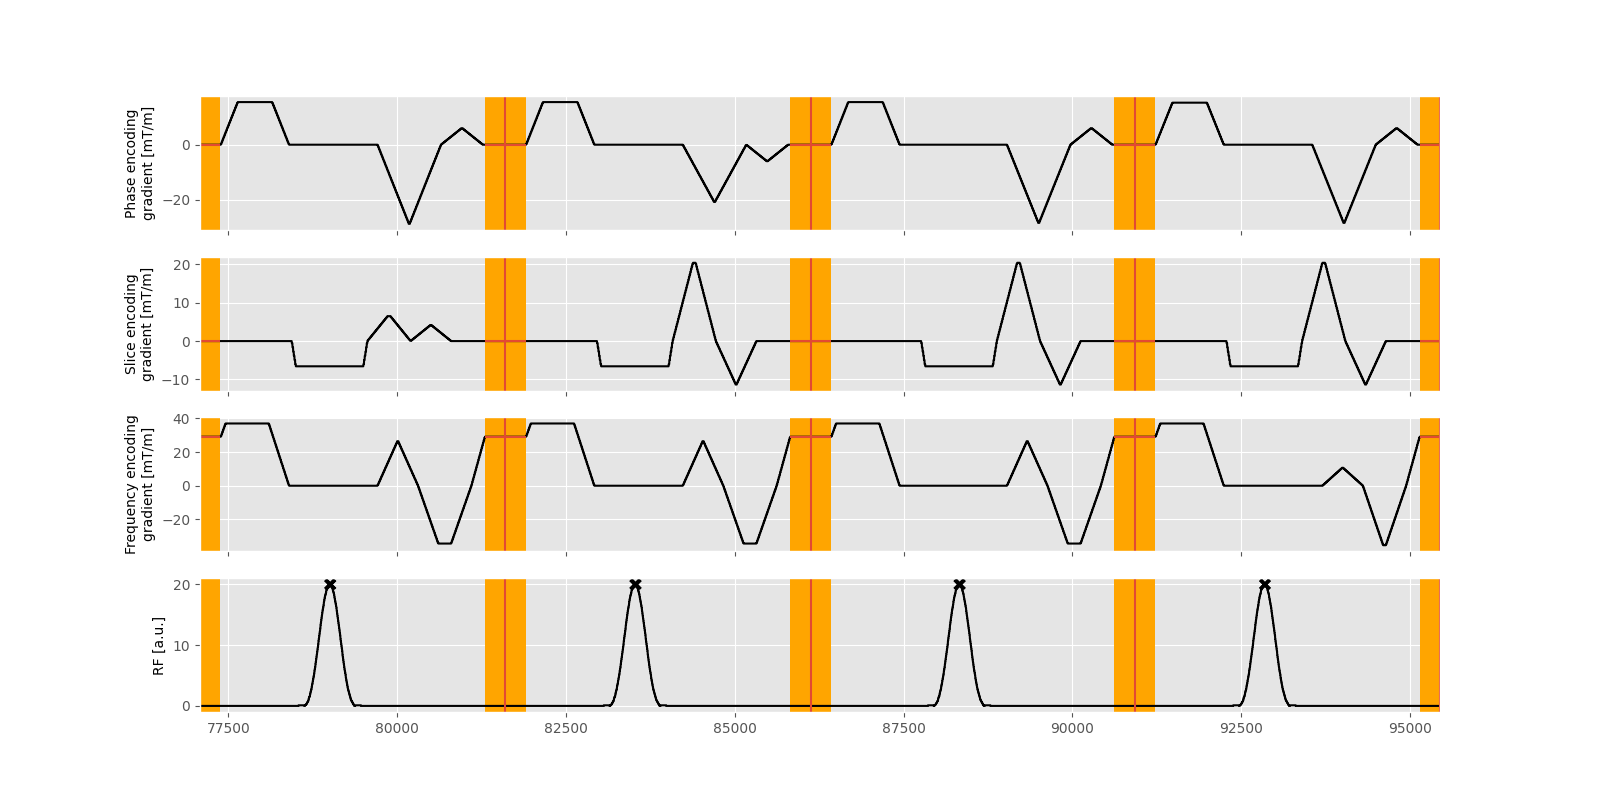 Phase encoding
gradient [mT/m]
0
−20
Slice encoding
gradient [mT/m]
20
10
0
−10
Frequency encoding
gradient [mT/m]
40
20
0
−20
RF [a.u.]
20
10
0
77500 80000 82500 85000 87500 90000 92500 95000